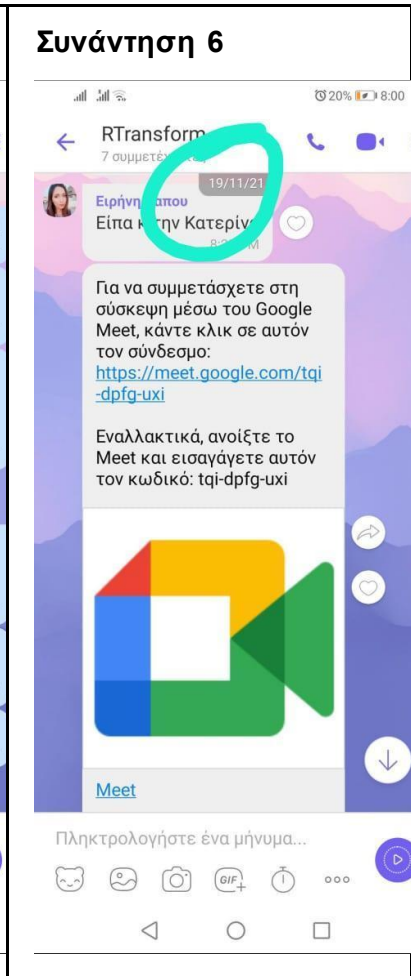 Συνάντηση 6
20% 8:00
RTransform
7
19/11/21
Ειρήνη
Είπα
την
8:
Για να συμμετάσχετε στη
σύσκεψη μέσω του Google
Meet, κάντε κλικ σε αυτόν
τον σύνδεσμο:
https://meet.google.com/tqi
-dpfg-uxi
Εναλλακτικά, ανοίξτε το
Meet και εισαγάγετε αυτόν
τον κωδικό: tqi-dpfg-uxi
Meet
Πληκτρολογήστε ένα μήνυμα...
GIF